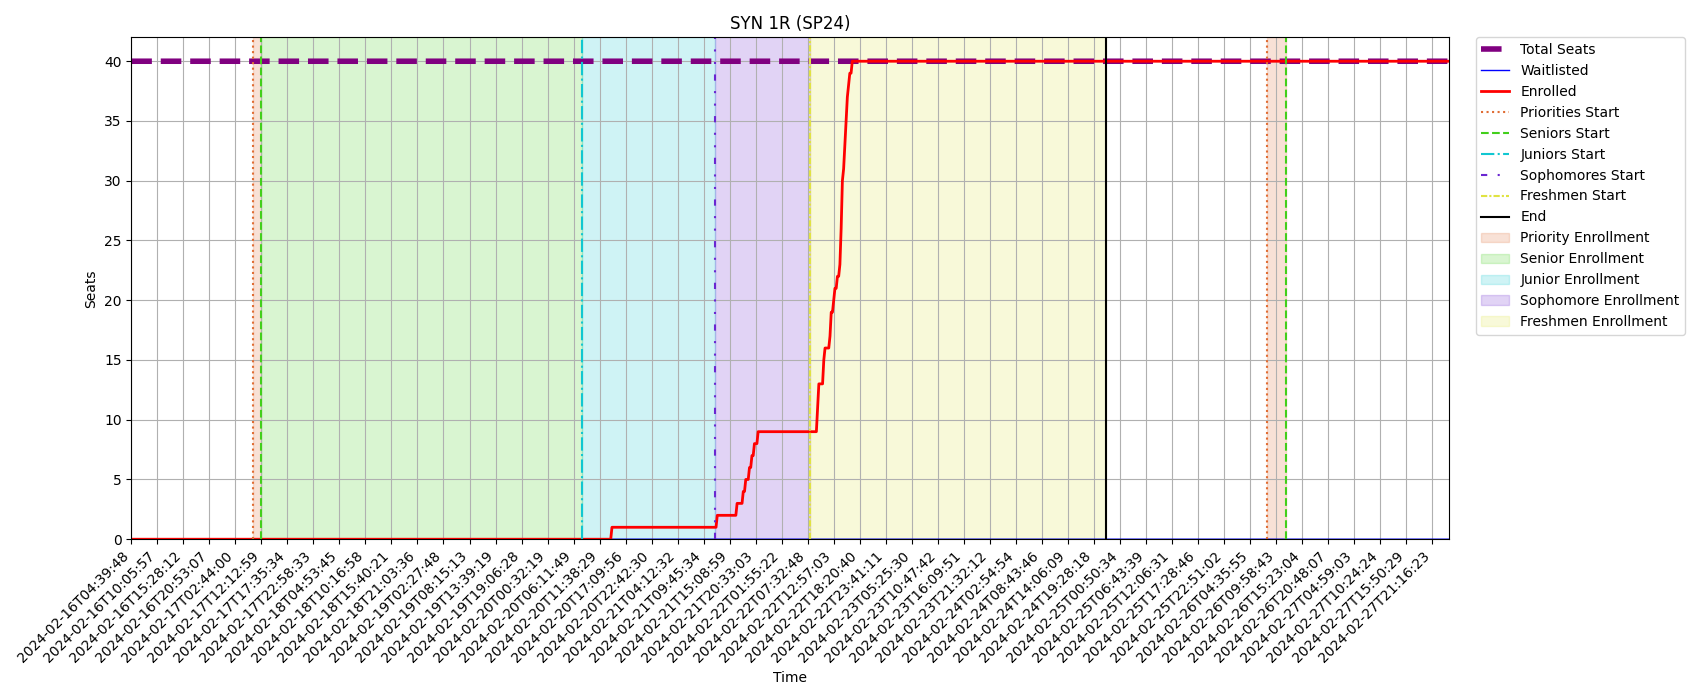 SYN 1R (SP24)
Seats
40
35
30
25
20
15
10
5
0
2024-02-16T04:39:48
2024-02-16T10:05:57
2024-02-16T15:28:12
2024-02-16T20:53:07
2024-02-17T02:44:00
2024-02-17T12:12:59
2024-02-17T17:35:34
2024-02-17T22:58:33
2024-02-18T04:53:45
2024-02-18T10:16:58
2024-02-18T15:40:21
2024-02-18T21:03:36
2024-02-19T02:27:48
2024-02-19T08:15:13
2024-02-19T13:39:19
2024-02-19T19:06:28
2024-02-20T00:32:19
2024-02-20T06:11:49
2024-02-20T11:38:29
2024-02-20T17:09:56
2024-02-20T22:42:30
2024-02-21T04:12:32
2024-02-21T09:45:34
2024-02-21T15:08:59
2024-02-21T20:33:03
2024-02-22T01:55:22
2024-02-22T07:32:48
2024-02-22T12:57:03
2024-02-22T18:20:40
2024-02-22T23:41:11
2024-02-23T05:25:30
2024-02-23T10:47:42
2024-02-23T16:09:51
2024-02-23T21:32:12
2024-02-24T02:54:54
2024-02-24T08:43:46
2024-02-24T14:06:09
2024-02-24T19:28:18
2024-02-25T00:50:34
2024-02-25T06:43:39
2024-02-25T12:06:31
2024-02-25T17:28:46
2024-02-25T22:51:02
2024-02-26T04:35:55
2024-02-26T09:58:43
2024-02-26T15:23:04
2024-02-26T20:48:07
2024-02-27T04:59:03
2024-02-27T10:24:24
2024-02-27T15:50:29
2024-02-27T21:16:23
Time
Total Seats
Waitlisted
Enrolled
Priorities Start
Seniors Start
Juniors Start
Sophomores Start
Freshmen Start
End
Priority Enrollment
Senior Enrollment
Junior Enrollment
Sophomore Enrollment
Freshmen Enrollment